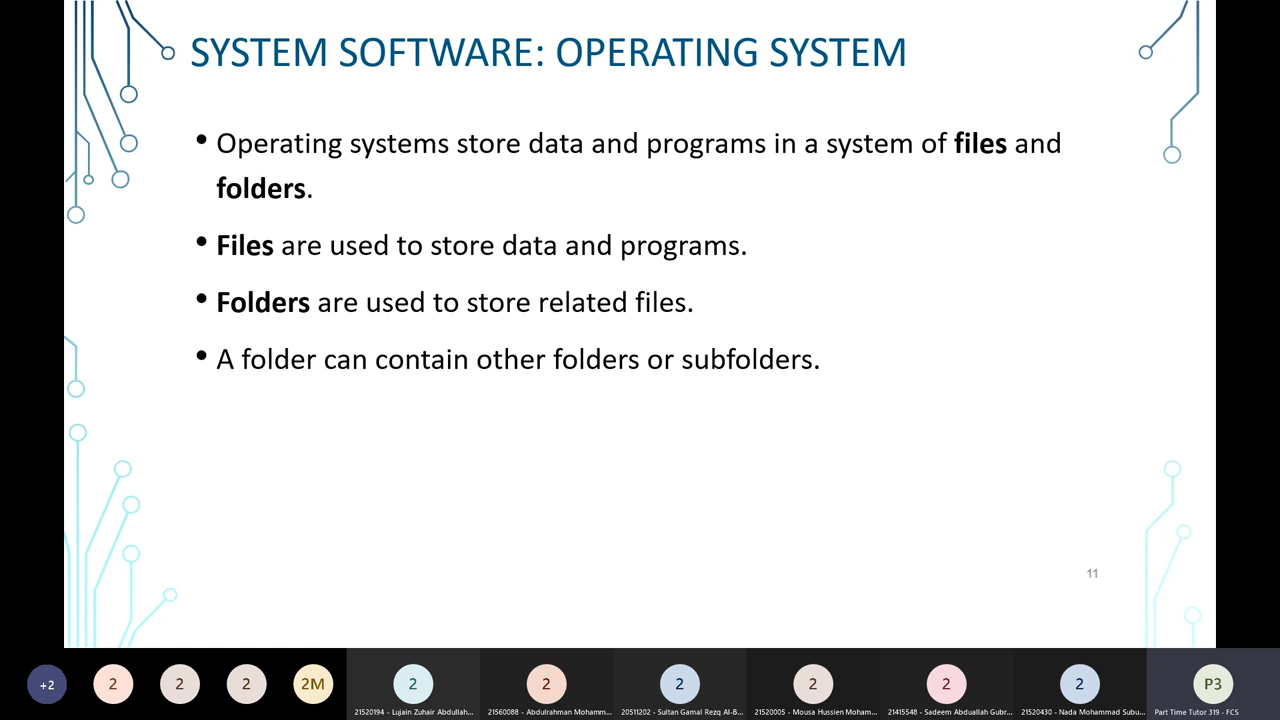 SYSTEM SOFTWARE: OPERATING SYSTEM
• Operating systems store data and programs in a system of files and
folders.
• Files are used to store data and programs.
• Folders are used to store related files.
• A folder can contain other folders or subfolders.
11
+2 2 2 2 2M 2 2 2 2 2 2 P3
21520194 - Lujain Zuhair Abdullah... 21560088 - Abdulrahman Mohamm... 20511202 - Sultan Gamal Rezq Al-B... 21520005 - Mousa Hussien Moham... 21415548 - Sadeem Abduallah Gubr... 21520430 - Nada Mohammad Subu... Part Time Tutor 319 - FCS